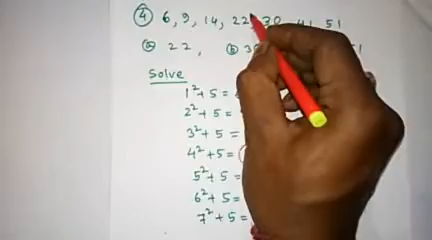 ④ 6, 9, 14, 22, 30, 41, 51
ⓐ 22, ⓑ 51
Solve
1²+5=
2²+5=
3²+5=
4²+5=
5²+5=
6²+5=
7²+5=